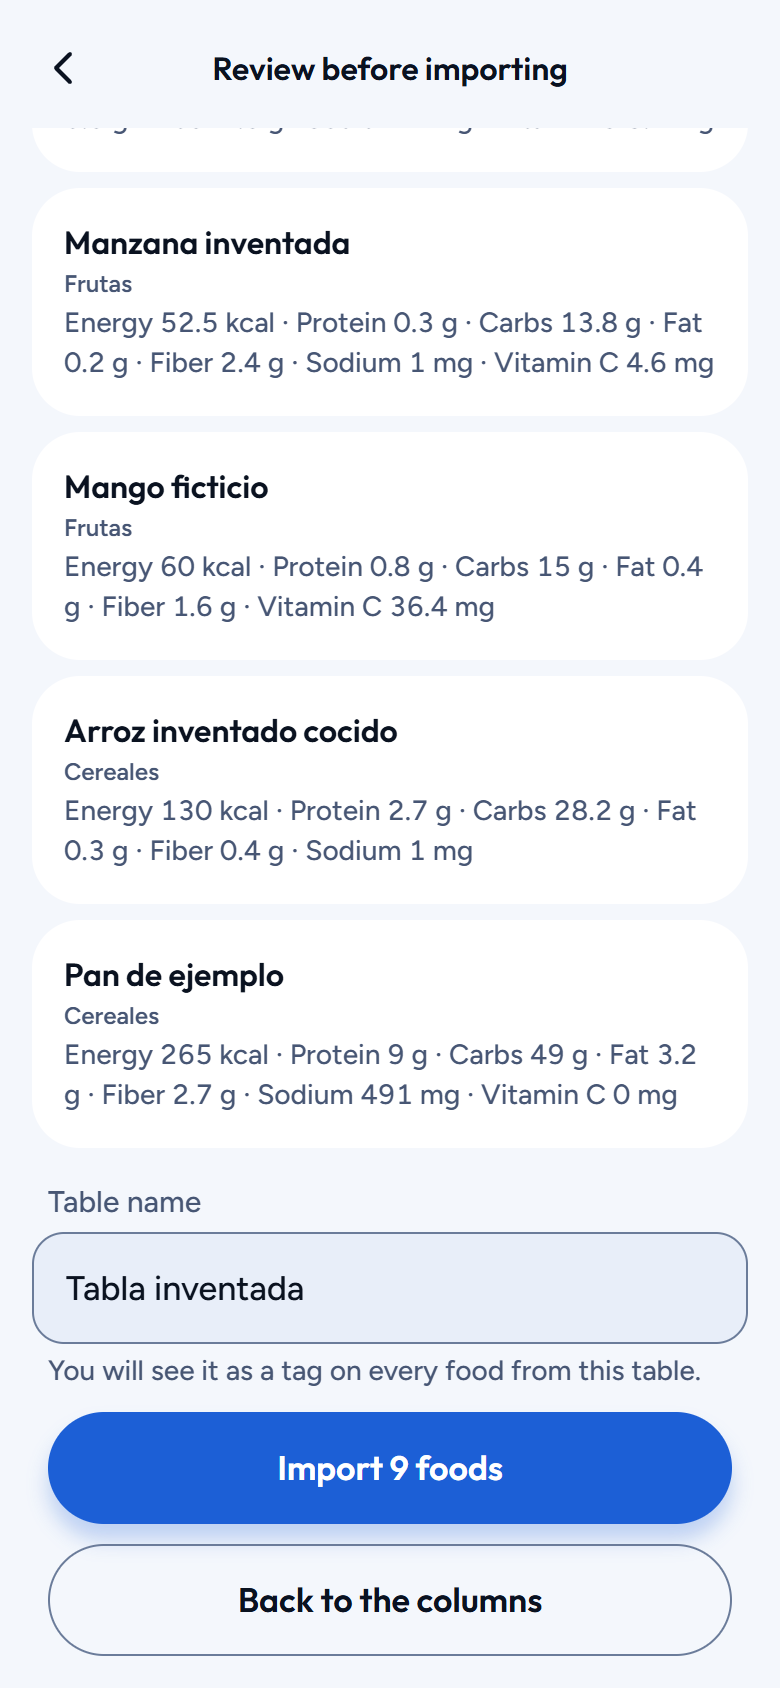 Review before importing
Manzana inventada
Frutas
Energy 52.5 kcal · Protein 0.3 g · Carbs 13.8 g · Fat
0.2 g · Fiber 2.4 g · Sodium 1 mg · Vitamin C 4.6 mg
Mango ficticio
Frutas
Energy 60 kcal · Protein 0.8 g · Carbs 15 g · Fat 0.4
g · Fiber 1.6 g · Vitamin C 36.4 mg
Arroz inventado cocido
Cereales
Energy 130 kcal · Protein 2.7 g · Carbs 28.2 g · Fat
0.3 g · Fiber 0.4 g · Sodium 1 mg
Pan de ejemplo
Cereales
Energy 265 kcal · Protein 9 g · Carbs 49 g · Fat 3.2
g · Fiber 2.7 g · Sodium 491 mg · Vitamin C 0 mg
Table name
Tabla inventada
You will see it as a tag on every food from this table.
Import 9 foods
Back to the columns